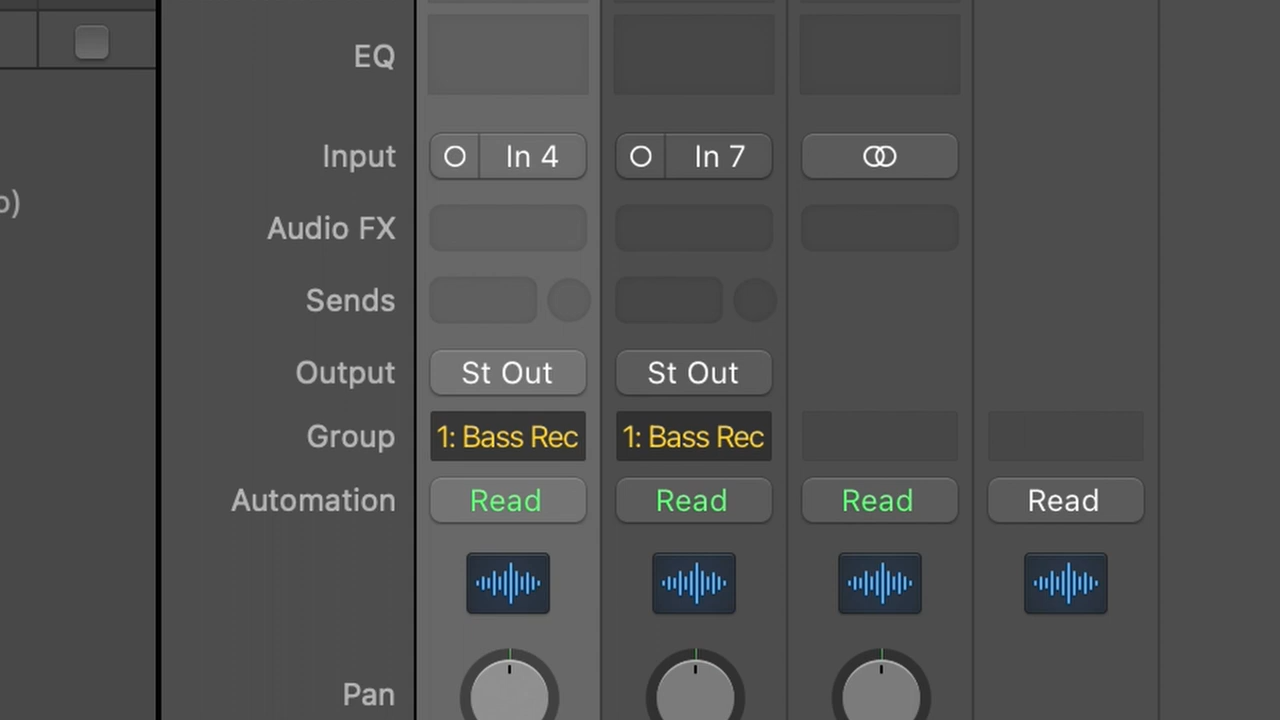 EQ
Input In 4 In 7
o)
Audio FX
Sends
Output St Out St Out
Group 1: Bass Rec 1: Bass Rec
Automation Read Read Read Read
Pan